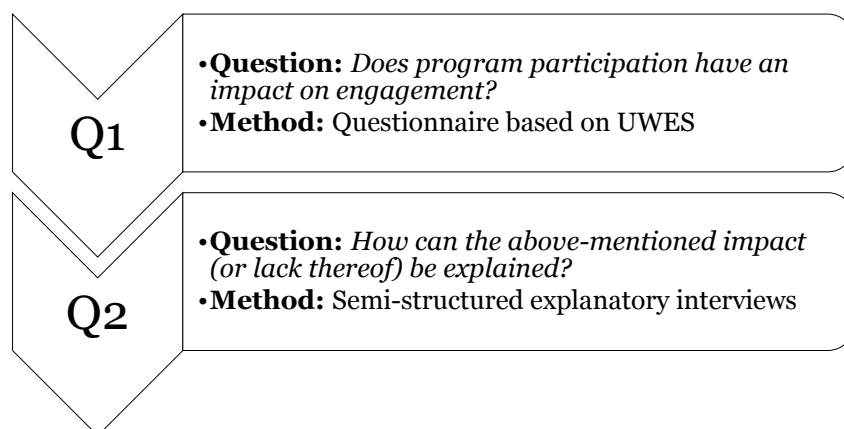 Q1
•Question: Does program participation have an
impact on engagement?
•Method: Questionnaire based on UWES
Q2
•Question: How can the above-mentioned impact
(or lack thereof) be explained?
•Method: Semi-structured explanatory interviews